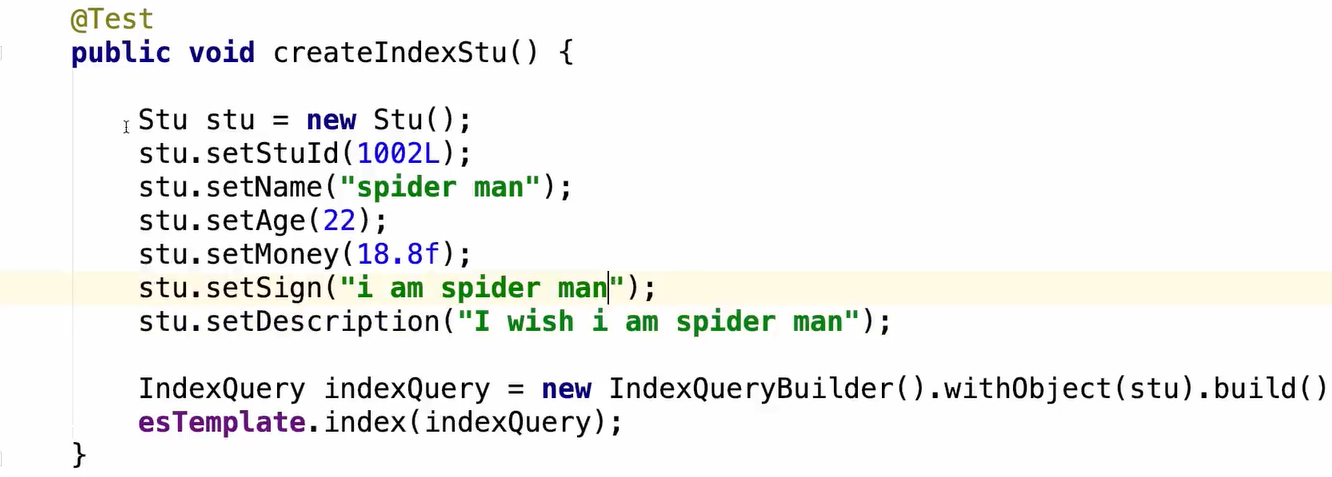 @Test
public void createIndexStu() {
Stu stu = new Stu();
stu.setStuId(1002L);
stu.setName("spider man");
stu.setAge(22);
stu.setMoney(18.8f);
stu.setSign("i am spider man");
stu.setDescription("I wish i am spider man");
IndexQuery indexQuery = new IndexQueryBuilder().withObject(stu).build()
esTemplate.index(indexQuery);
}